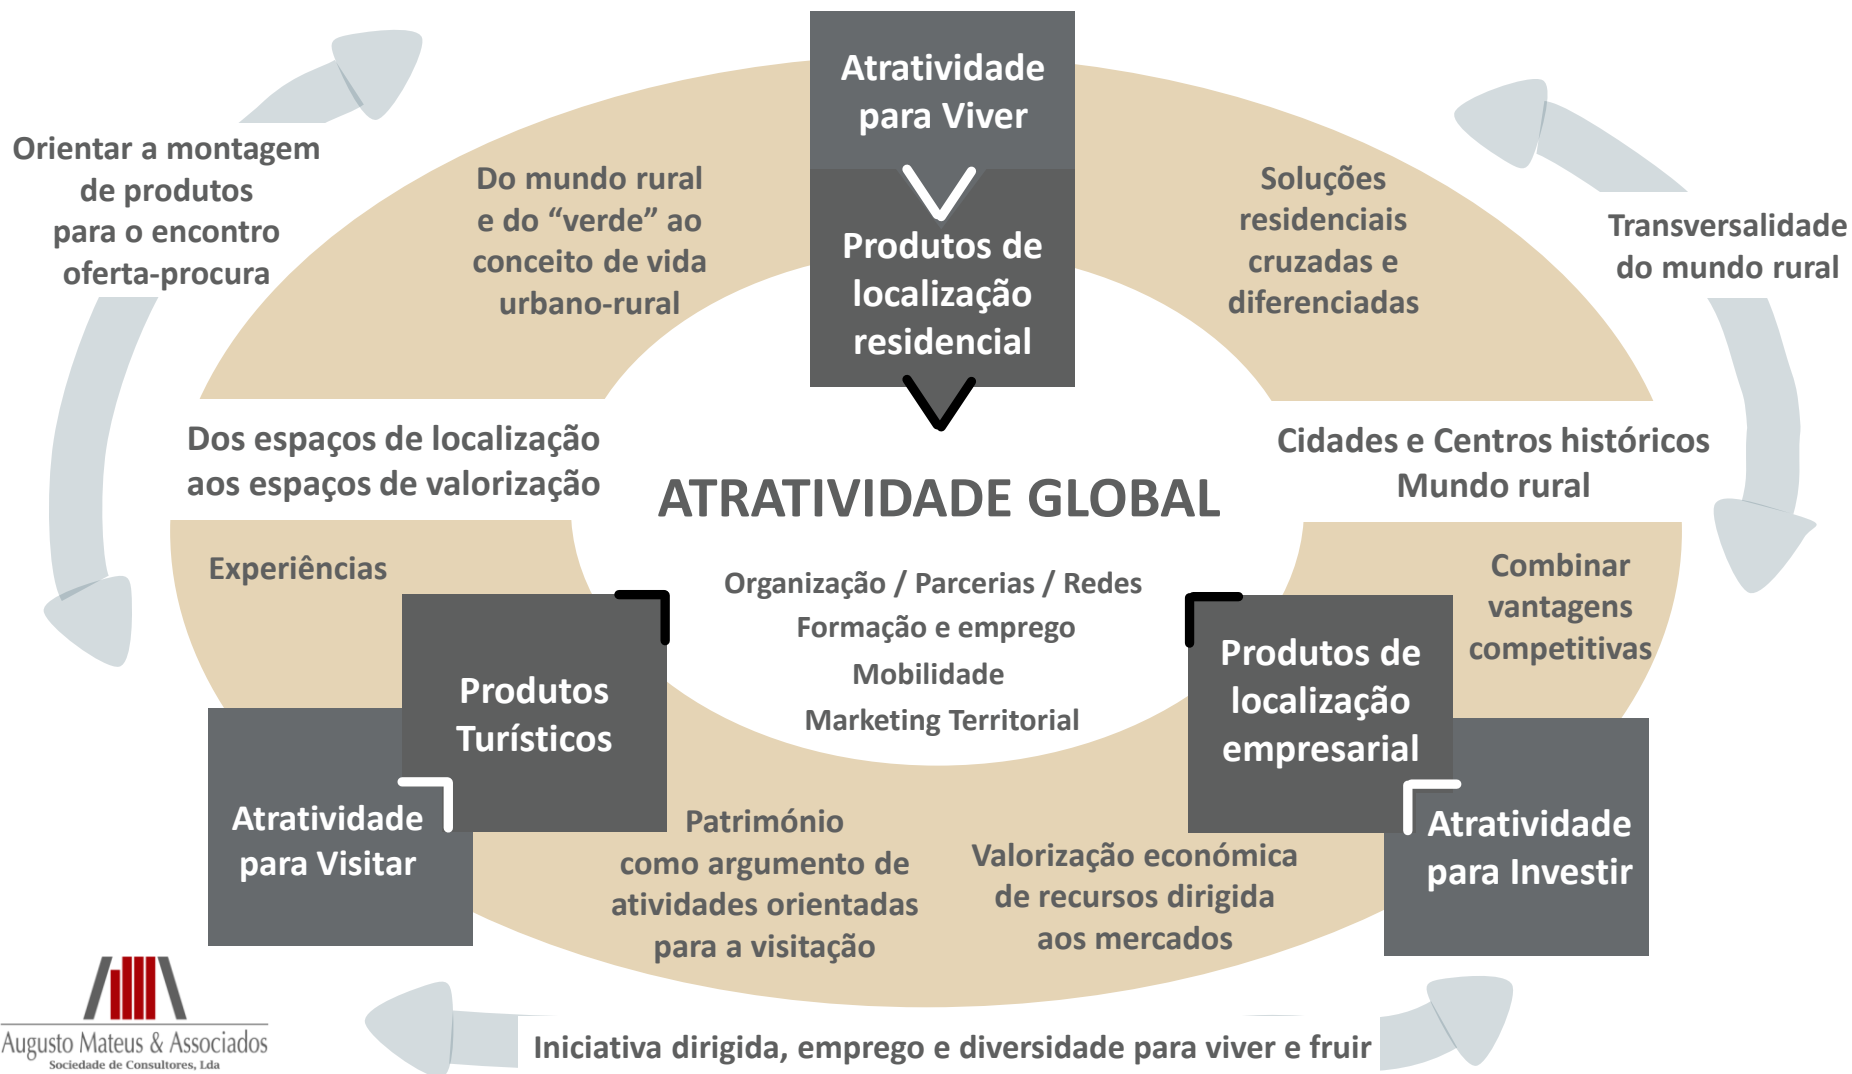 Atratividade
para Viver
Orientar a montagem
de produtos
para o encontro
oferta-procura
Do mundo rural
e do “verde” ao
conceito de vida
urbano-rural
Produtos de
localização
residencial
Soluções
residenciais
cruzadas e
diferenciadas
Transversalidade
do mundo rural
Dos espaços de localização
aos espaços de valorização
Cidades e Centros históricos
Mundo rural
ATRATIVIDADE GLOBAL
Organização / Parcerias / Redes
Formação e emprego
Mobilidade
Marketing Territorial
Experiências
Combinar
vantagens
competitivas
Produtos
Turísticos
Produtos de
localização
empresarial
Atratividade
para Visitar
Património
como argumento de
atividades orientadas
para a visitação
Valorização económica
de recursos dirigida
aos mercados
Atratividade
para Investir
Iniciativa dirigida, emprego e diversidade para viver e fruir
Augusto Mateus & Associados
Sociedade de Consultores, Lda